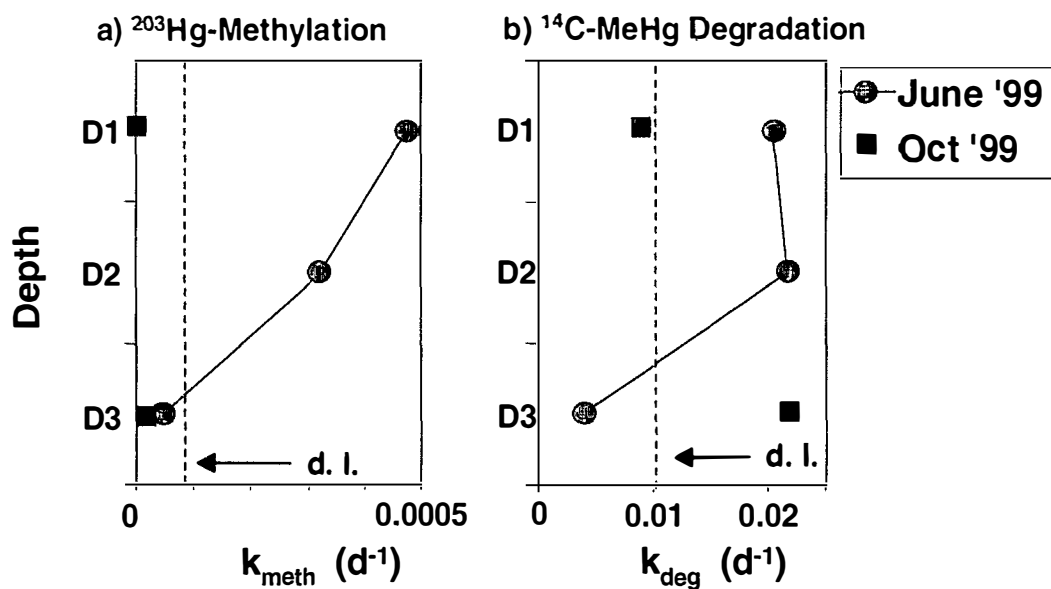 a) ²⁰³Hg-Methylation
b) ¹⁴C-MeHg Degradation
June '99
Oct '99
Depth
D1
D2
D3
d. l.
0
0.0005
k_meth (d⁻¹)
D1
D2
D3
d. l.
0
0.01
0.02
k_deg (d⁻¹)